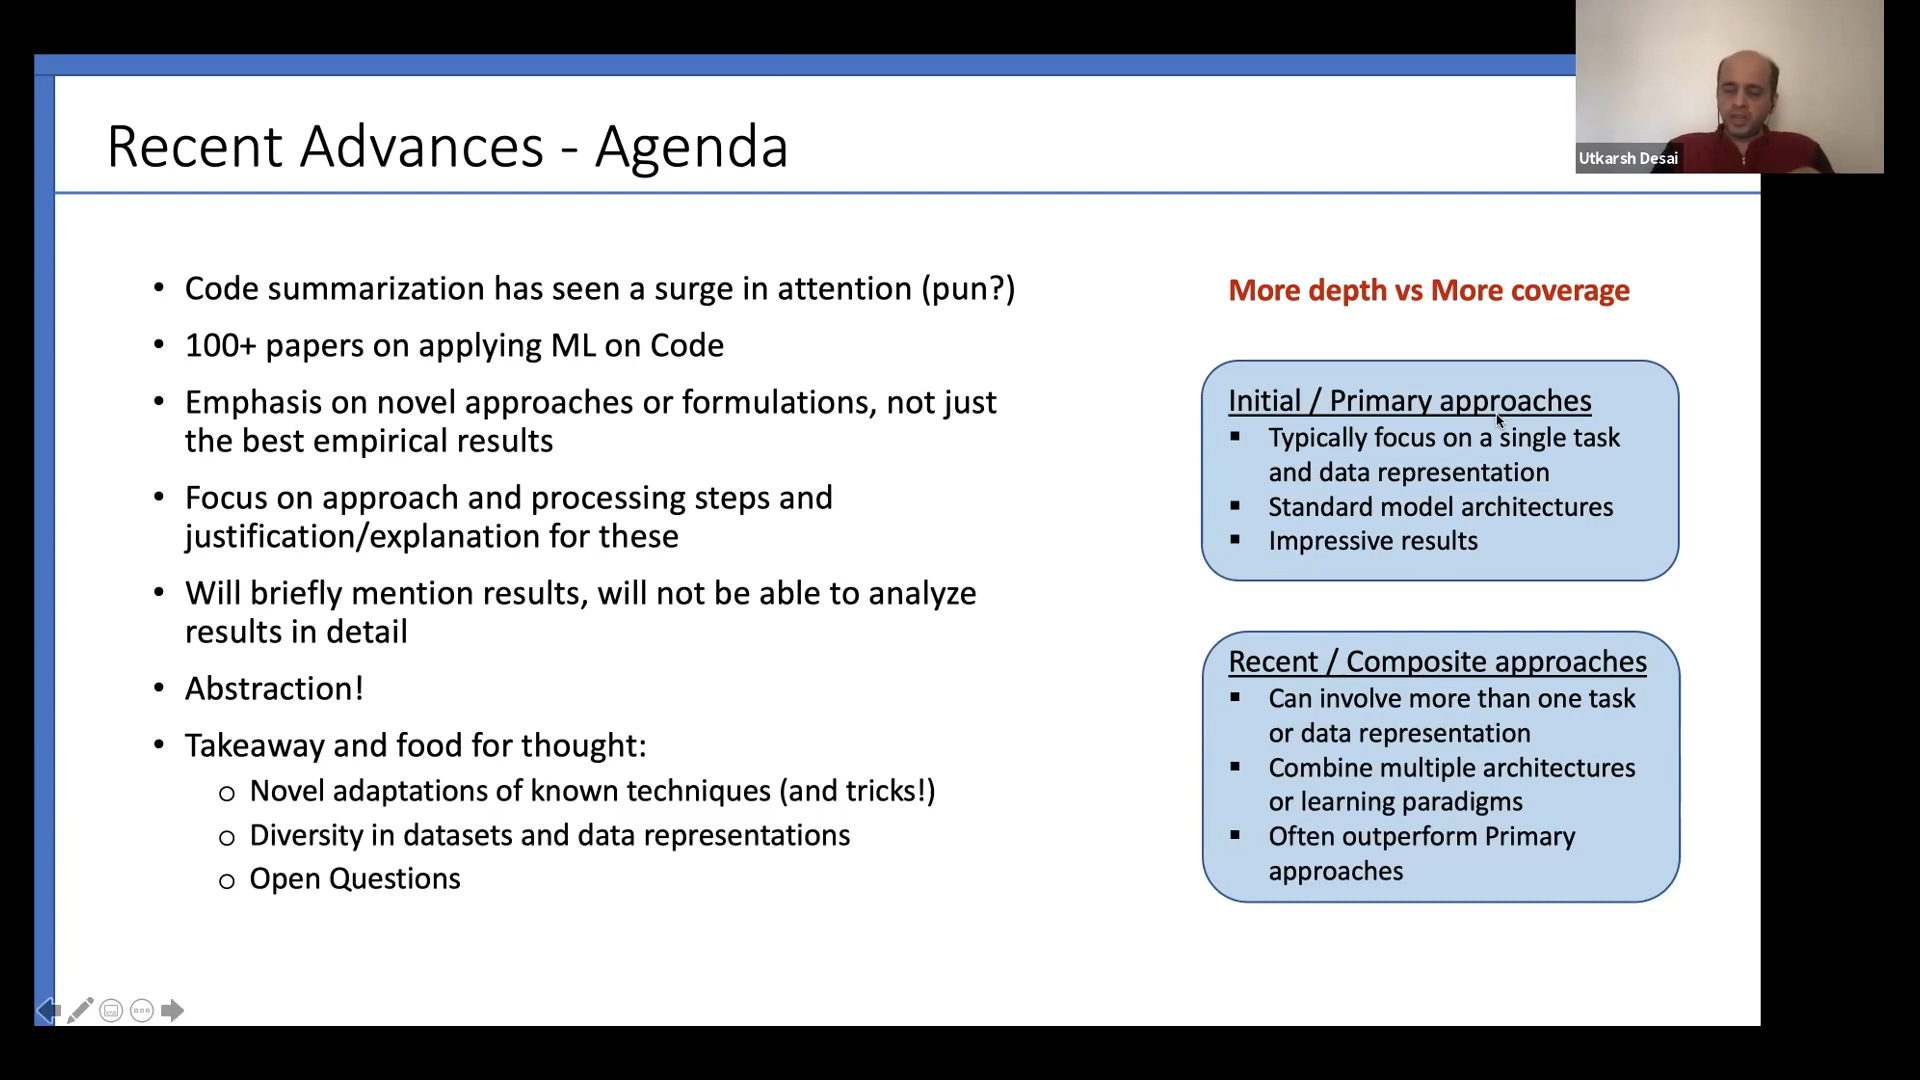 Utkarsh Desai
Recent Advances - Agenda
• Code summarization has seen a surge in attention (pun?)
• 100+ papers on applying ML on Code
• Emphasis on novel approaches or formulations, not just
the best empirical results
• Focus on approach and processing steps and
justification/explanation for these
• Will briefly mention results, will not be able to analyze
results in detail
• Abstraction!
• Takeaway and food for thought:
o Novel adaptations of known techniques (and tricks!)
o Diversity in datasets and data representations
o Open Questions
More depth vs More coverage
Initial / Primary approaches
▪ Typically focus on a single task
and data representation
▪ Standard model architectures
▪ Impressive results
Recent / Composite approaches
▪ Can involve more than one task
or data representation
▪ Combine multiple architectures
or learning paradigms
▪ Often outperform Primary
approaches